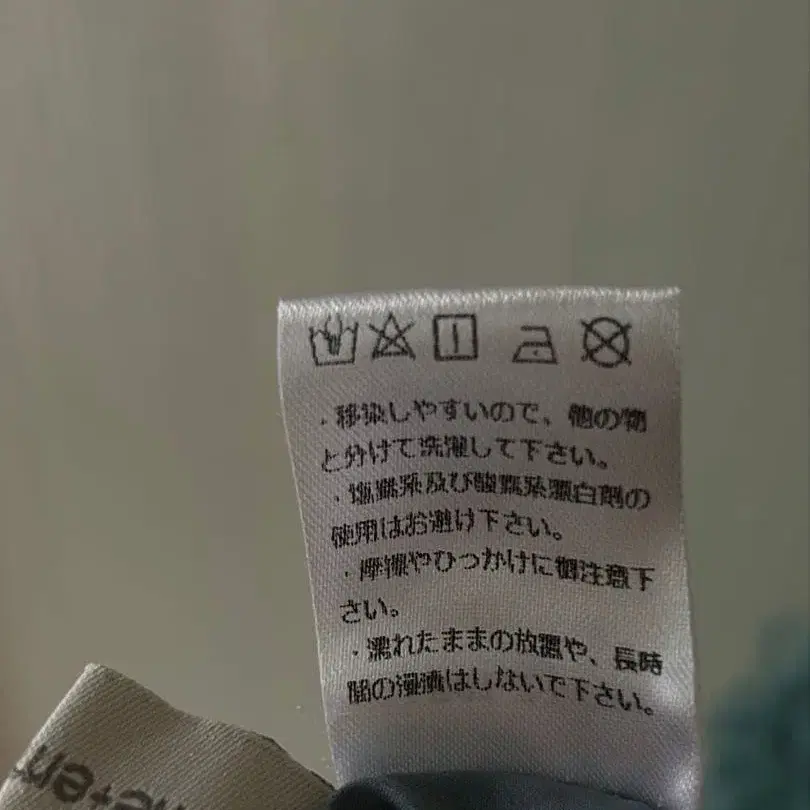 ・移染しやすいので、他の物
と分けて洗濯して下さい。
・塩素系及び酸素系漂白剤の
使用はお避け下さい。
・摩擦やひっかけに御注意下
さい。
・濡れたままの放置や、長時
間の浸漬はしないで下さい。